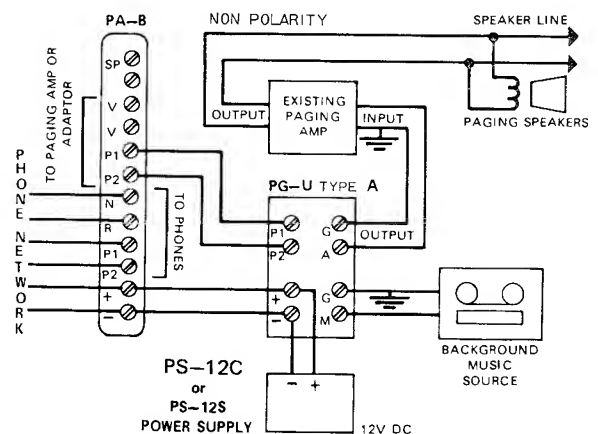 PA-B
NON POLARITY
SPEAKER LINE
SP
V
V
P1
P2
N
R
P1
P2
+
-
TO PAGING AMP OR
ADAPTOR
TO PHONES
PHONE NETWORK
OUTPUT
EXISTING
PAGING
AMP
INPUT
PAGING SPEAKERS
PG-U TYPE A
P1
P2
+
-
G
OUTPUT
A
G
M
BACKGROUND
MUSIC
SOURCE
- +
PS-12C
or
PS-12S
POWER SUPPLY
12V DC